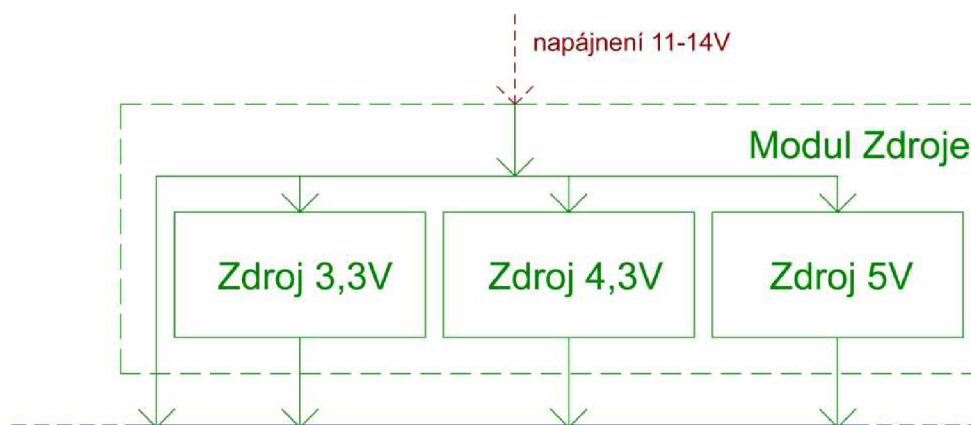 napájnení 11-14V
Modul Zdroje
Zdroj 3,3V
Zdroj 4,3V
Zdroj 5V